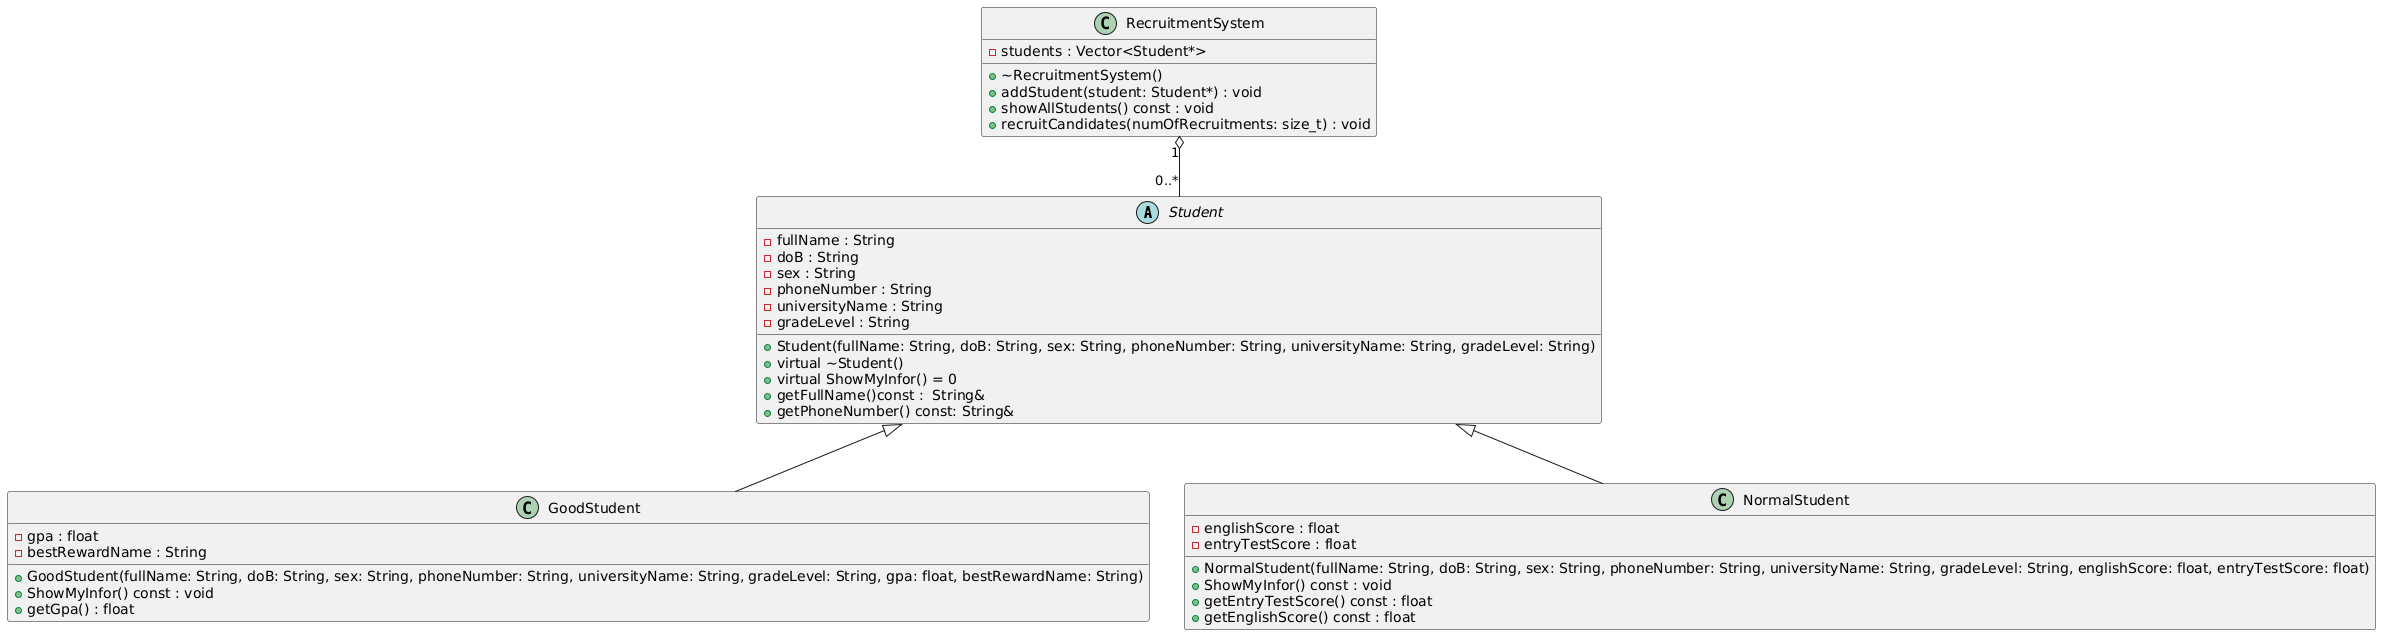 C RecruitmentSystem
students : Vector<Student*>
~RecruitmentSystem()
addStudent(student: Student*) : void
showAllStudents() const : void
recruitCandidates(numOfRecruitments: size_t) : void
1
0..*
A Student
fullName : String
doB : String
sex : String
phoneNumber : String
universityName : String
gradeLevel : String
Student(fullName: String, doB: String, sex: String, phoneNumber: String, universityName: String, gradeLevel: String)
virtual ~Student()
virtual ShowMyInfor() = 0
getFullName()const :  String&
getPhoneNumber() const: String&
C GoodStudent
gpa : float
bestRewardName : String
GoodStudent(fullName: String, doB: String, sex: String, phoneNumber: String, universityName: String, gradeLevel: String, gpa: float, bestRewardName: String)
ShowMyInfor() const : void
getGpa() : float
C NormalStudent
englishScore : float
entryTestScore : float
NormalStudent(fullName: String, doB: String, sex: String, phoneNumber: String, universityName: String, gradeLevel: String, englishScore: float, entryTestScore: float)
ShowMyInfor() const : void
getEntryTestScore() const : float
getEnglishScore() const : float